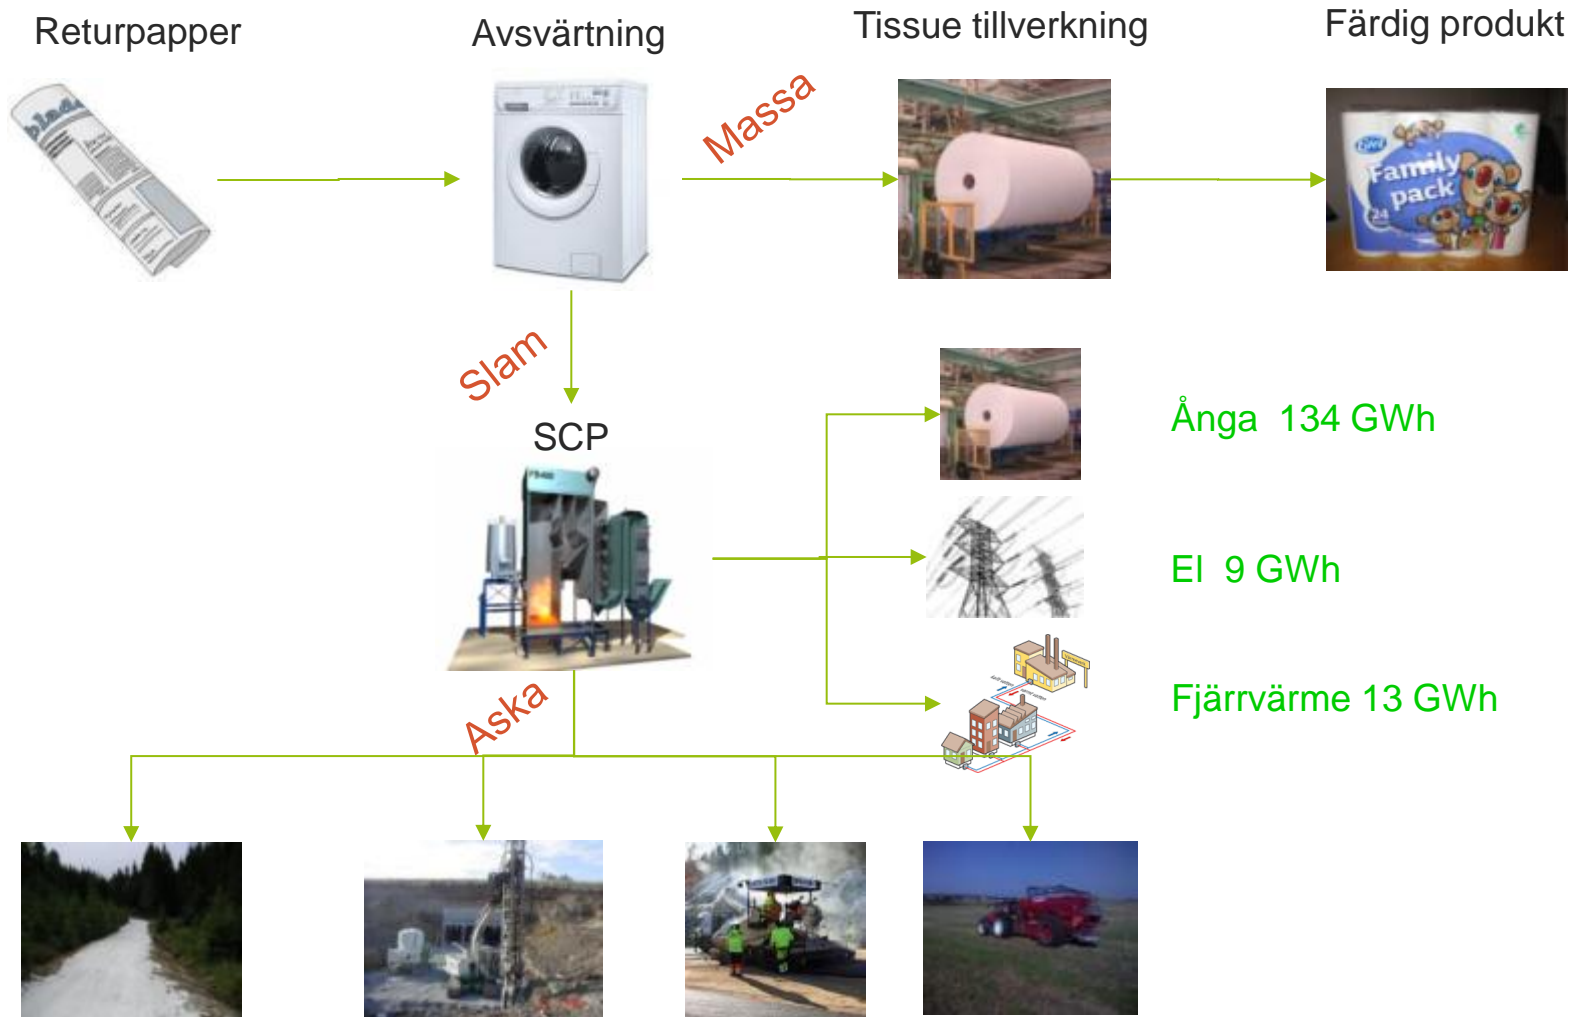 Returpapper
Avsvärtning
Tissue tillverkning
Färdig produkt
Massa
Family
pack
24
Slam
SCP
Ånga 134 GWh
El 9 GWh
Fjärrvärme 13 GWh
Aska